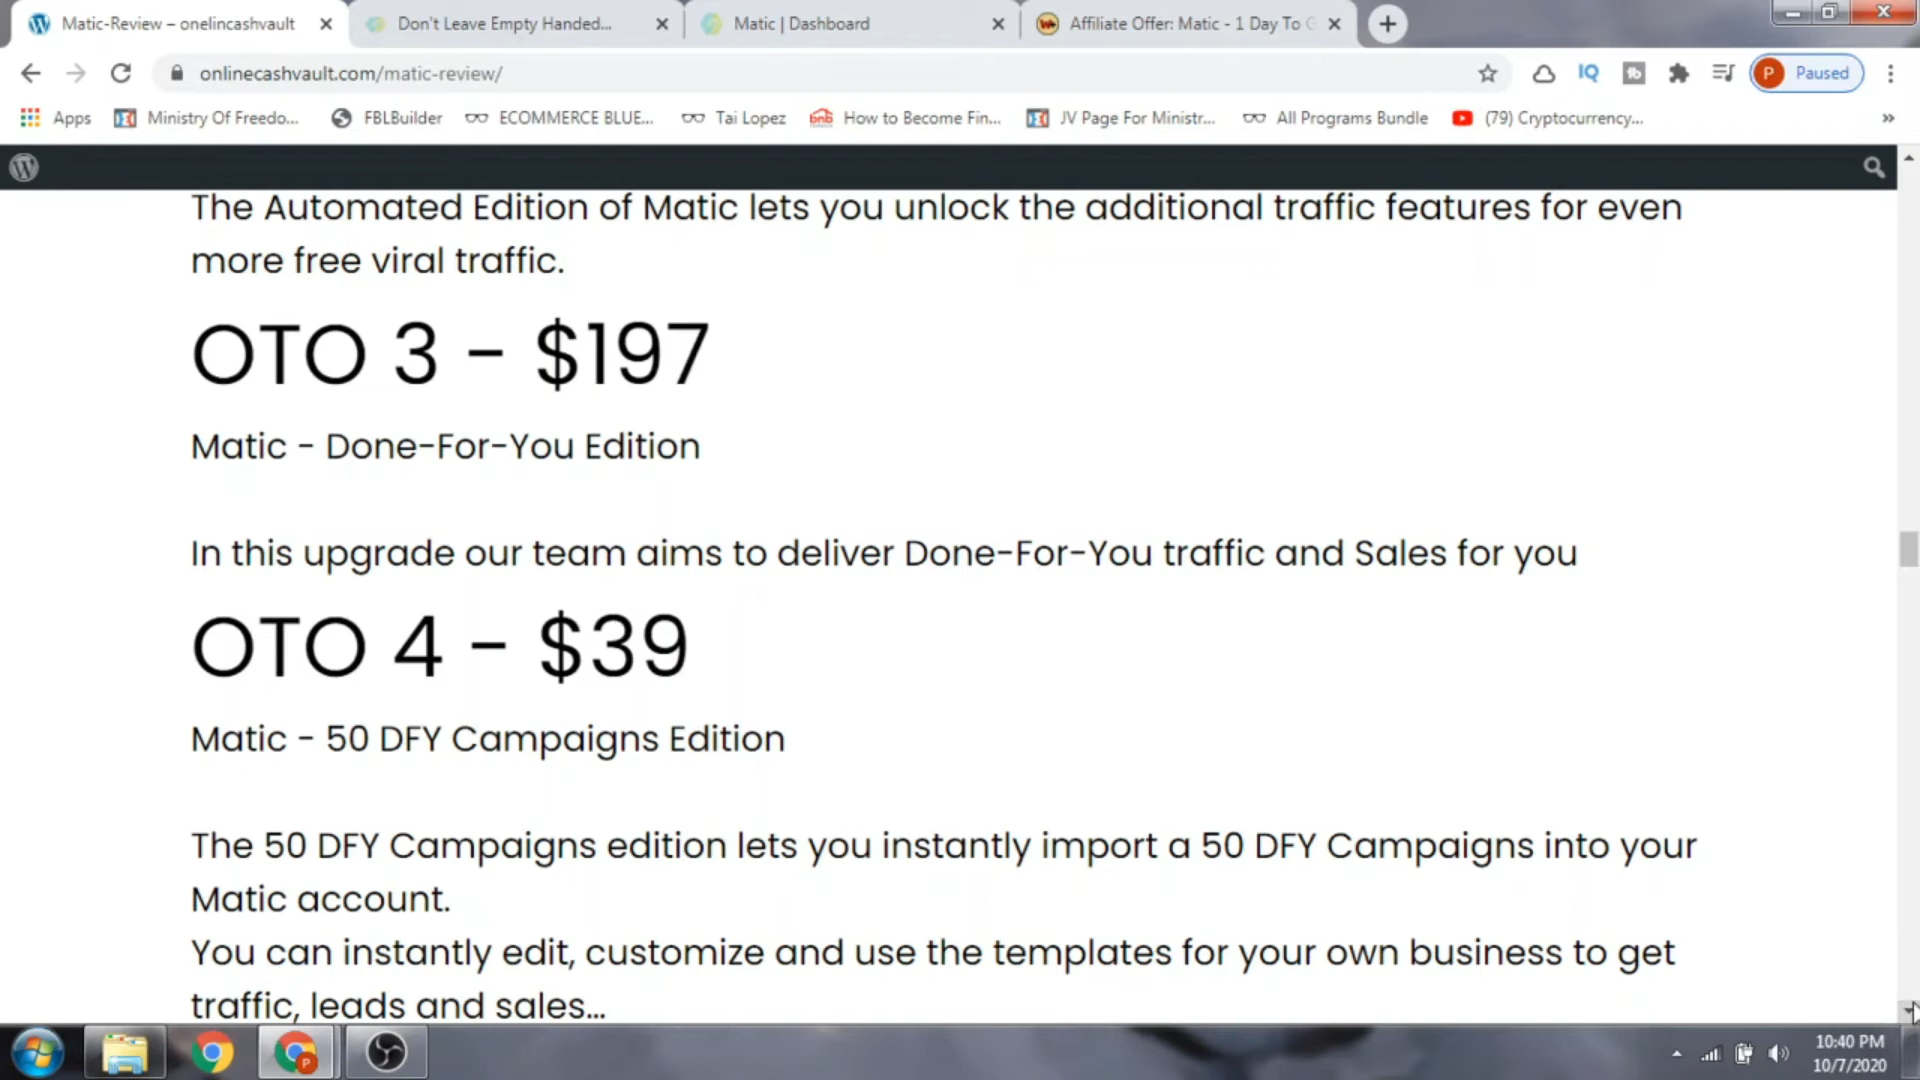 Matic-Review – onelincashvault
Don't Leave Empty Handed...
Matic | Dashboard
Affiliate Offer: Matic - 1 Day To G
onlinecashvault.com/matic-review/
IQ
P Paused
Apps
Ministry Of Freedo...
FBLBuilder
ECOMMERCE BLUE...
Tai Lopez
How to Become Fin...
JV Page For Ministr...
All Programs Bundle
(79) Cryptocurrency...
The Automated Edition of Matic lets you unlock the additional traffic features for even
more free viral traffic.
OTO 3 - $197
Matic - Done-For-You Edition
In this upgrade our team aims to deliver Done-For-You traffic and Sales for you
OTO 4 - $39
Matic - 50 DFY Campaigns Edition
The 50 DFY Campaigns edition lets you instantly import a 50 DFY Campaigns into your
Matic account.
You can instantly edit, customize and use the templates for your own business to get
traffic, leads and sales...
10:40 PM
10/7/2020